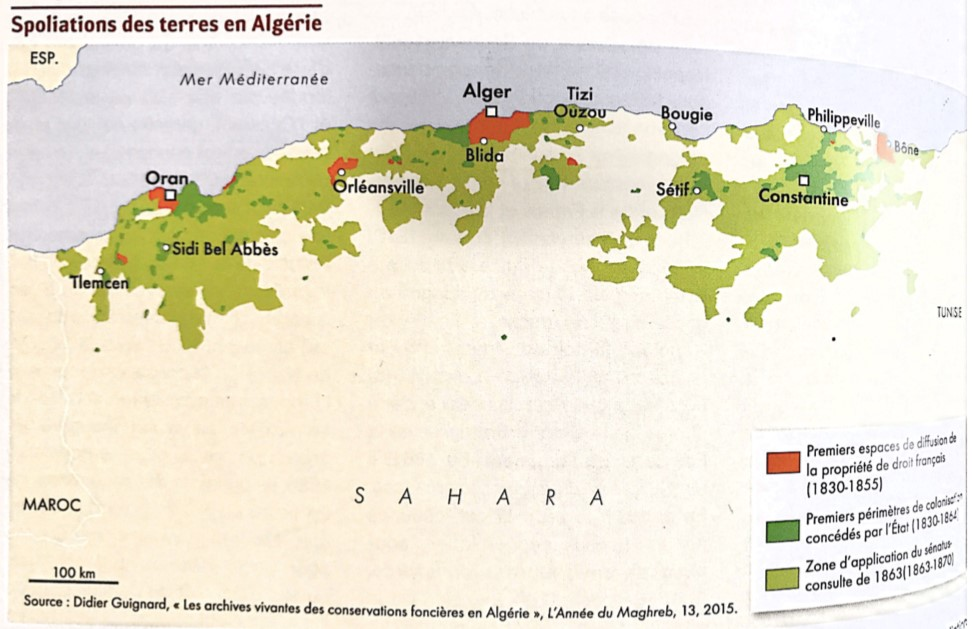 Spoliations des terres en Algérie
ESP.
Mer Méditerranée
Alger
Tizi
Ouzou
Bougie
Philippeville
Bône
Blida
Oran
Orléansville
Sétif
Constantine
Sidi Bel Abbès
Tlemcen
TUNSE
MAROC
SAHARA
Premiers espaces de diffusion de
la propriété de droit français
(1830-1855)
Premiers périmètres de
concédés par l'État (1830-1864
Zone d'application du sénatus-
consulte de 1863(1863-1870)
100 km
Source : Didier Guignard, « Les archives vivantes des conservations foncières en Algérie », L'Année du Maghreb, 13, 2015.